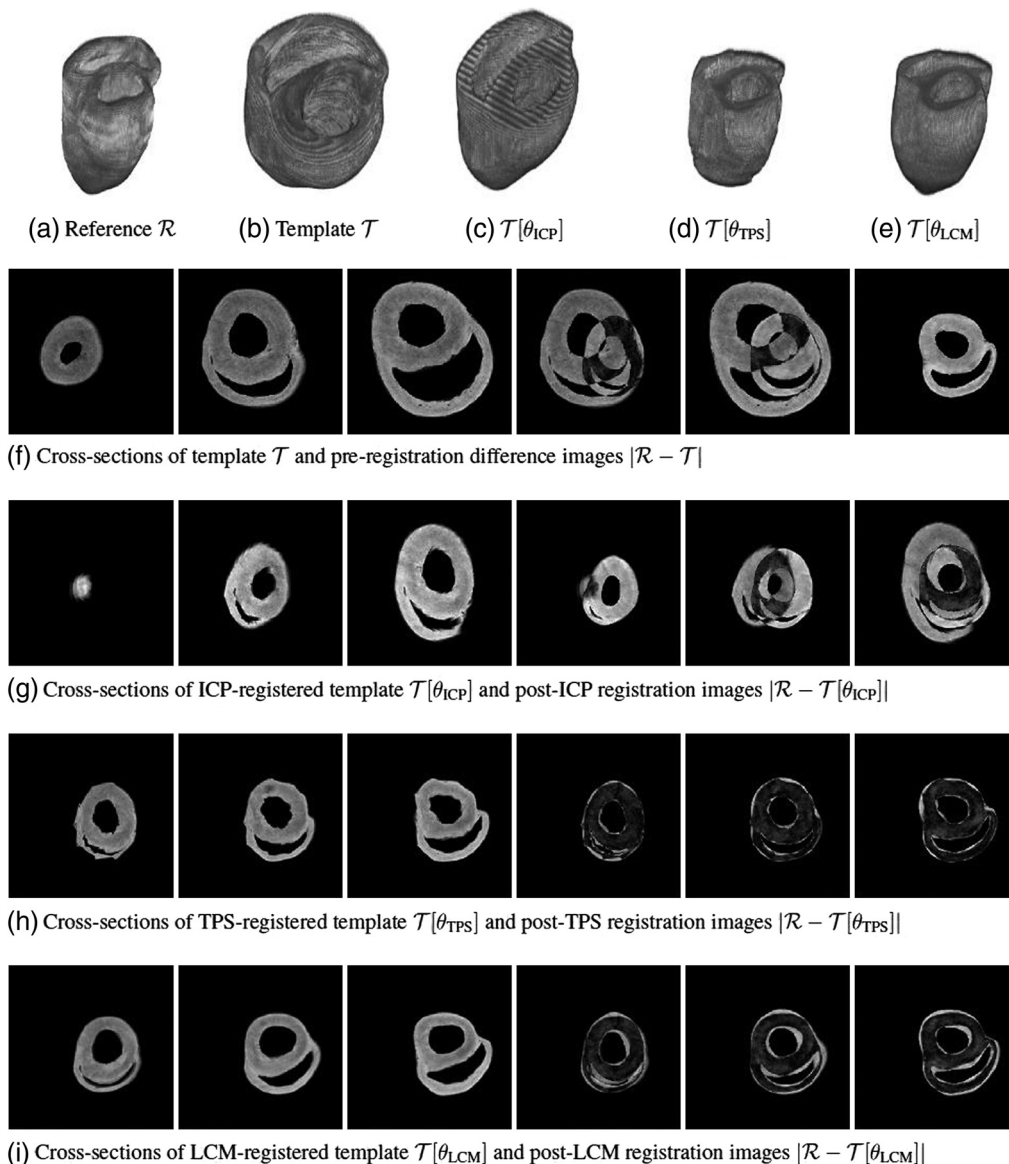 (a) Reference ℛ
(b) Template 𝒯
(c) 𝒯[θ_ICP]
(d) 𝒯[θ_TPS]
(e) 𝒯[θ_LCM]
(f) Cross-sections of template 𝒯 and pre-registration difference images |ℛ − 𝒯|
(g) Cross-sections of ICP-registered template 𝒯[θ_ICP] and post-ICP registration images |ℛ − 𝒯[θ_ICP]|
(h) Cross-sections of TPS-registered template 𝒯[θ_TPS] and post-TPS registration images |ℛ − 𝒯[θ_TPS]|
(i) Cross-sections of LCM-registered template 𝒯[θ_LCM] and post-LCM registration images |ℛ − 𝒯[θ_LCM]|